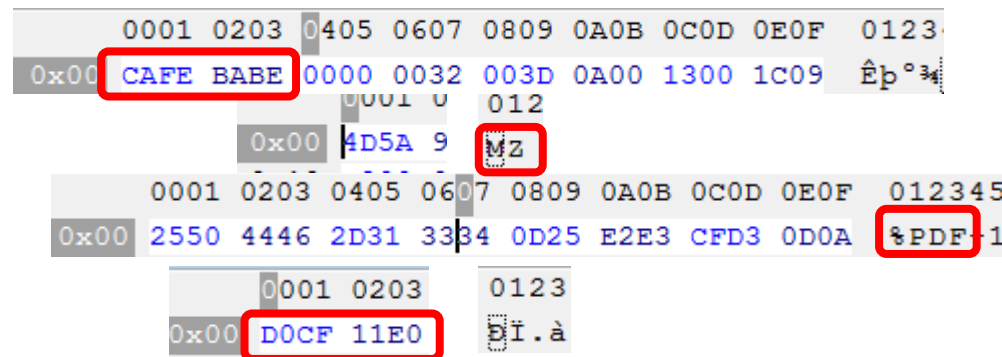 0001 0203 0405 0607 0809 0A0B 0C0D 0E0F 0123
0x00 CAFE BABE 0000 0032 003D 0A00 1300 1C09 Êþº¾
0001 0 012
0x00 4D5A 9 MZ
0001 0203 0405 0607 0809 0A0B 0C0D 0E0F 012345
0x00 2550 4446 2D31 3334 0D25 E2E3 CFD3 0D0A %PDF-1
0001 0203 0123
0x00 D0CF 11E0 ÐÏ.à